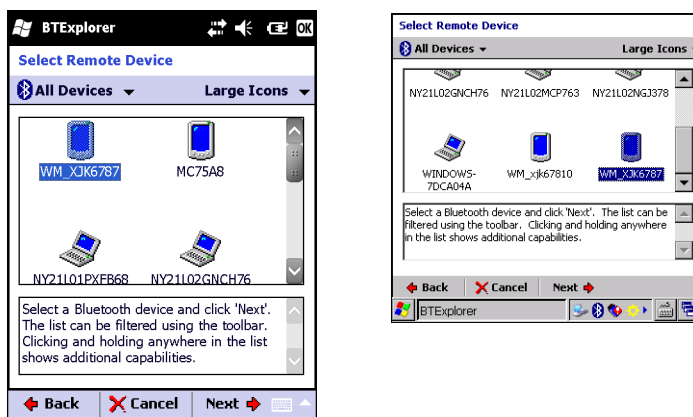 BTExplorer
OK
Select Remote Device
All Devices
Large Icons
WM_XJK6787
MC75A8
NY21L01PXFB68
NY21L02GNCH76
Select a Bluetooth device and click 'Next'.
The list can be filtered using the toolbar.
Clicking and holding anywhere in the list
shows additional capabilities.
Back
Cancel
Next
Select Remote Device
All Devices
Large Icons
NY21L02GNCH76
NY21L02MCP763
NY21L02NGJ378
WINDOWS-
7DCA04A
WM_xjk67810
WM_XJK6787
Select a Bluetooth device and click 'Next'. The list can be
filtered using the toolbar. Clicking and holding anywhere
in the list shows additional capabilities.
Back
Cancel
Next
BTExplorer